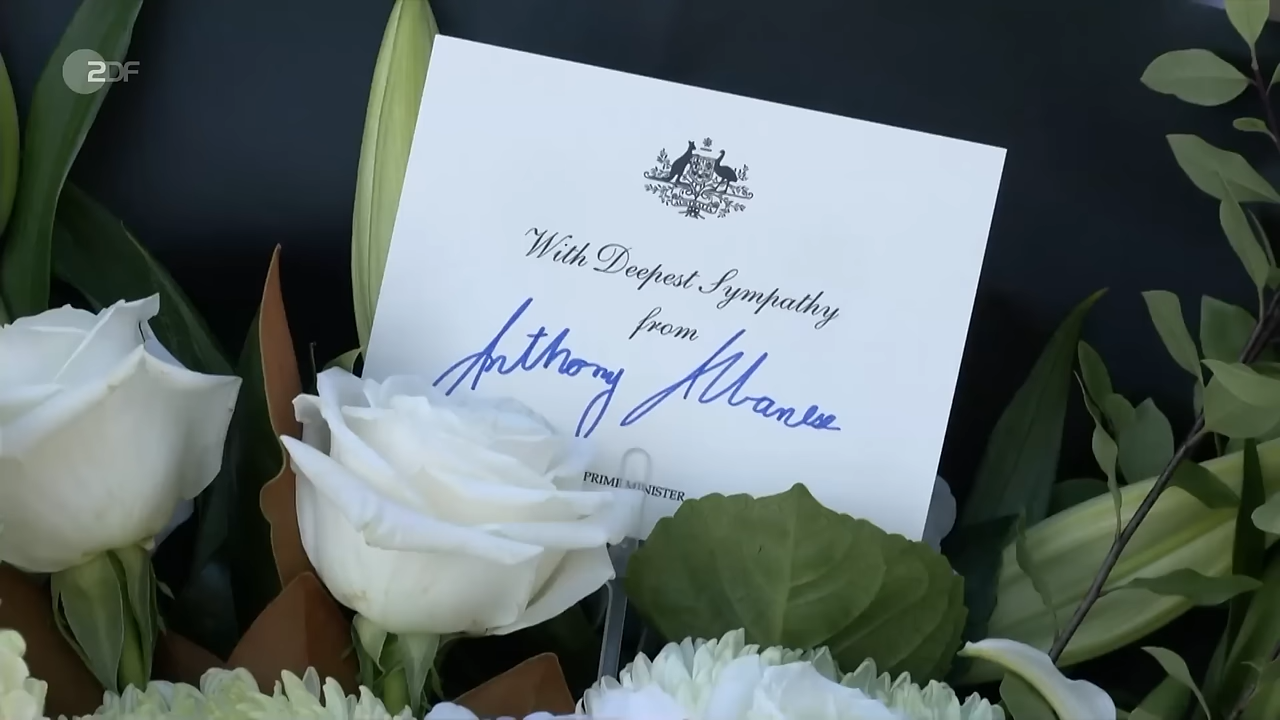 ZDF
With Deepest Sympathy
from
Anthony Albanese
PRIME MINISTER